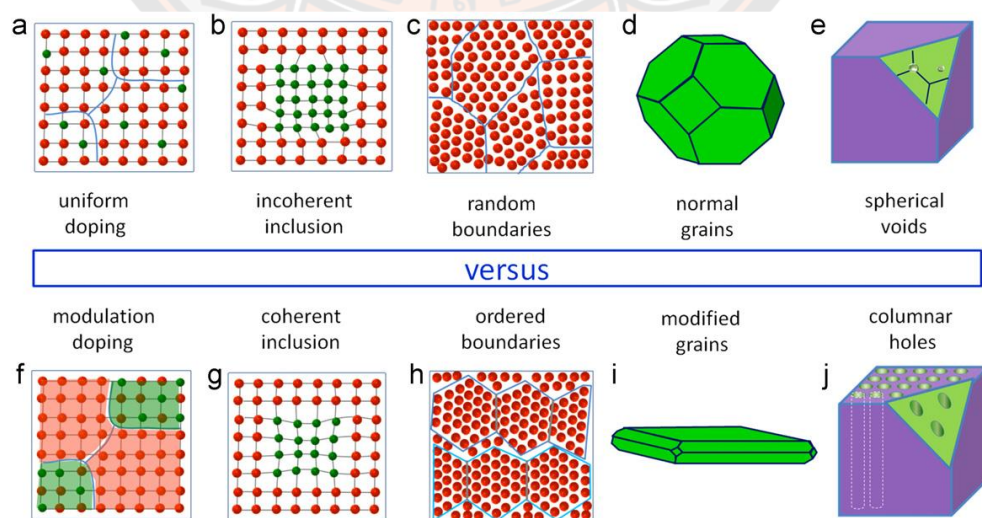 a b c d e
uniform incoherent random normal spherical
doping inclusion boundaries grains voids
versus
modulation coherent ordered modified columnar
doping inclusion boundaries grains holes
f g h i j